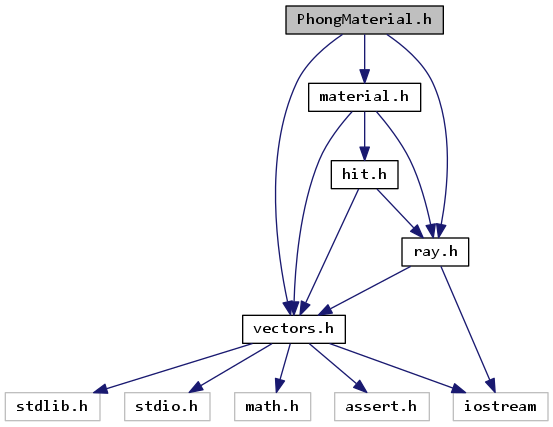 PhongMaterial.h
material.h
hit.h
ray.h
vectors.h
stdlib.h
stdio.h
math.h
assert.h
iostream